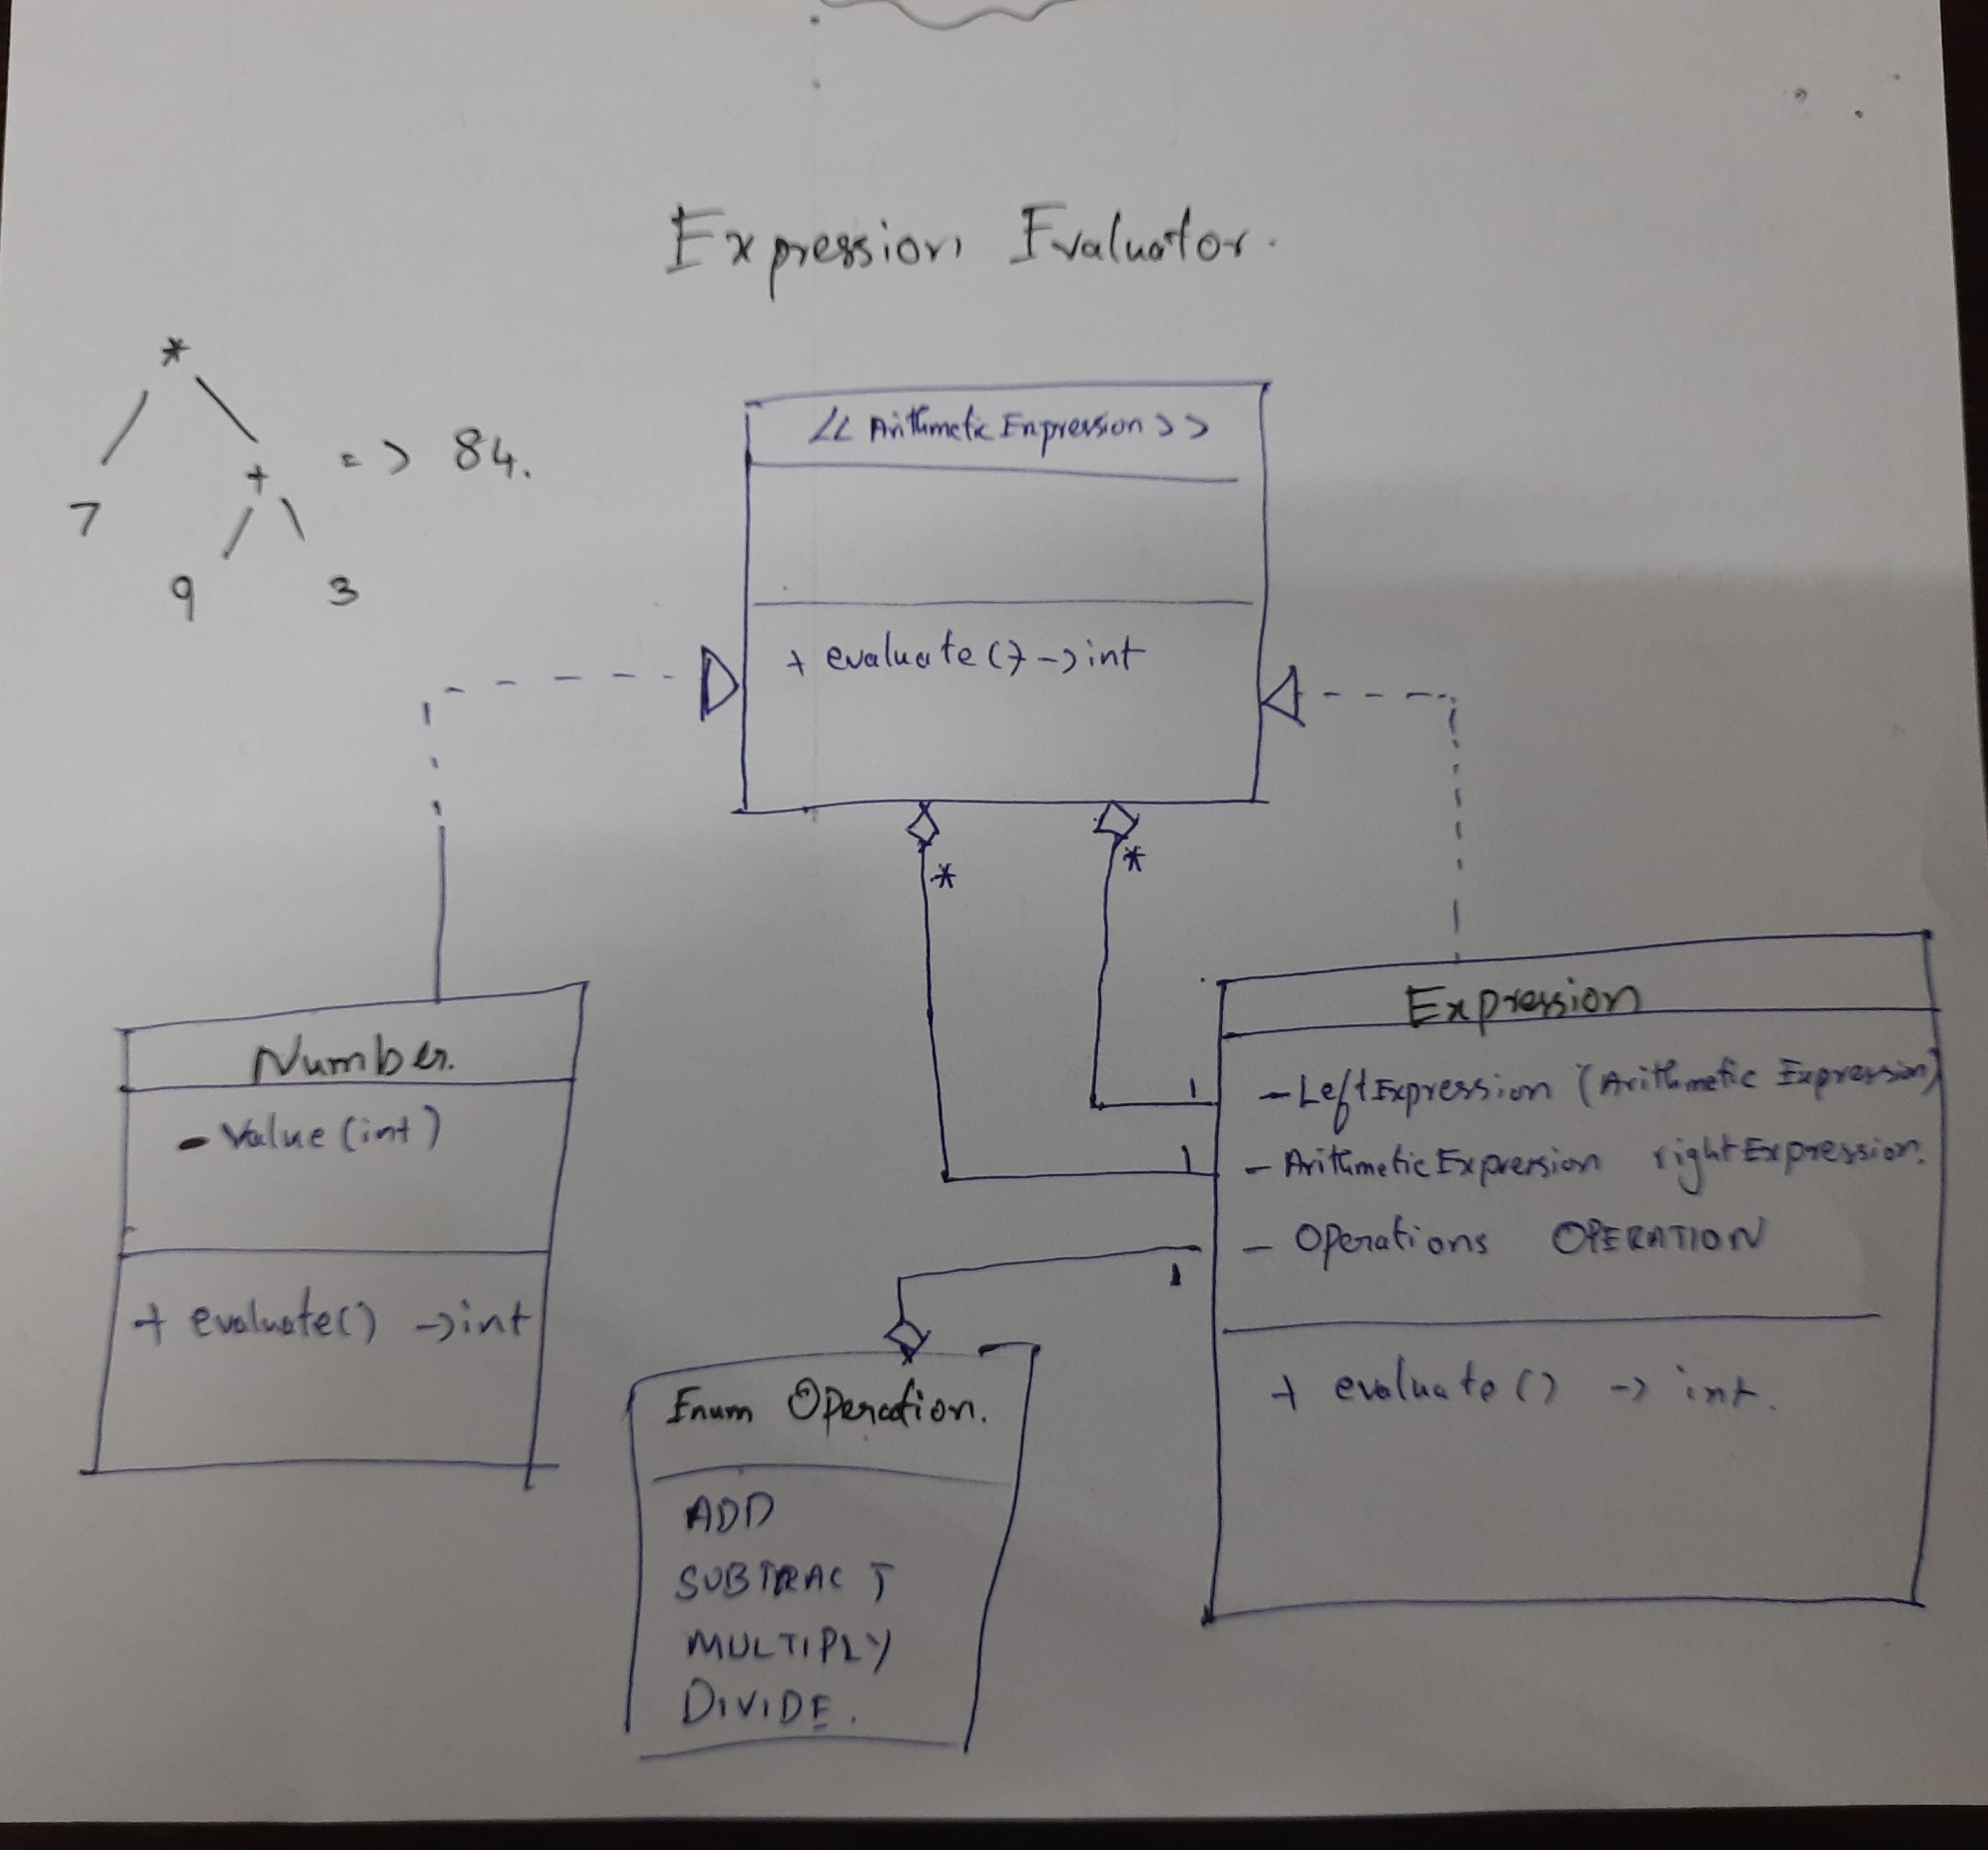 Expression Evaluator.
*
+ => 84.
7
9 3
<< Arithmetic Expression >>
+ evaluate() -> int
*
*
Number.
- Value (int)
+ evaluate() -> int
Expression
1 - LeftExpression (Arithmetic Expression)
1 - ArithmeticExpression rightExpression.
- Operations OPERATION
1
+ evaluate() -> int.
Enum Operation.
ADD
SUBTRACT
MULTIPLY
DIVIDE.